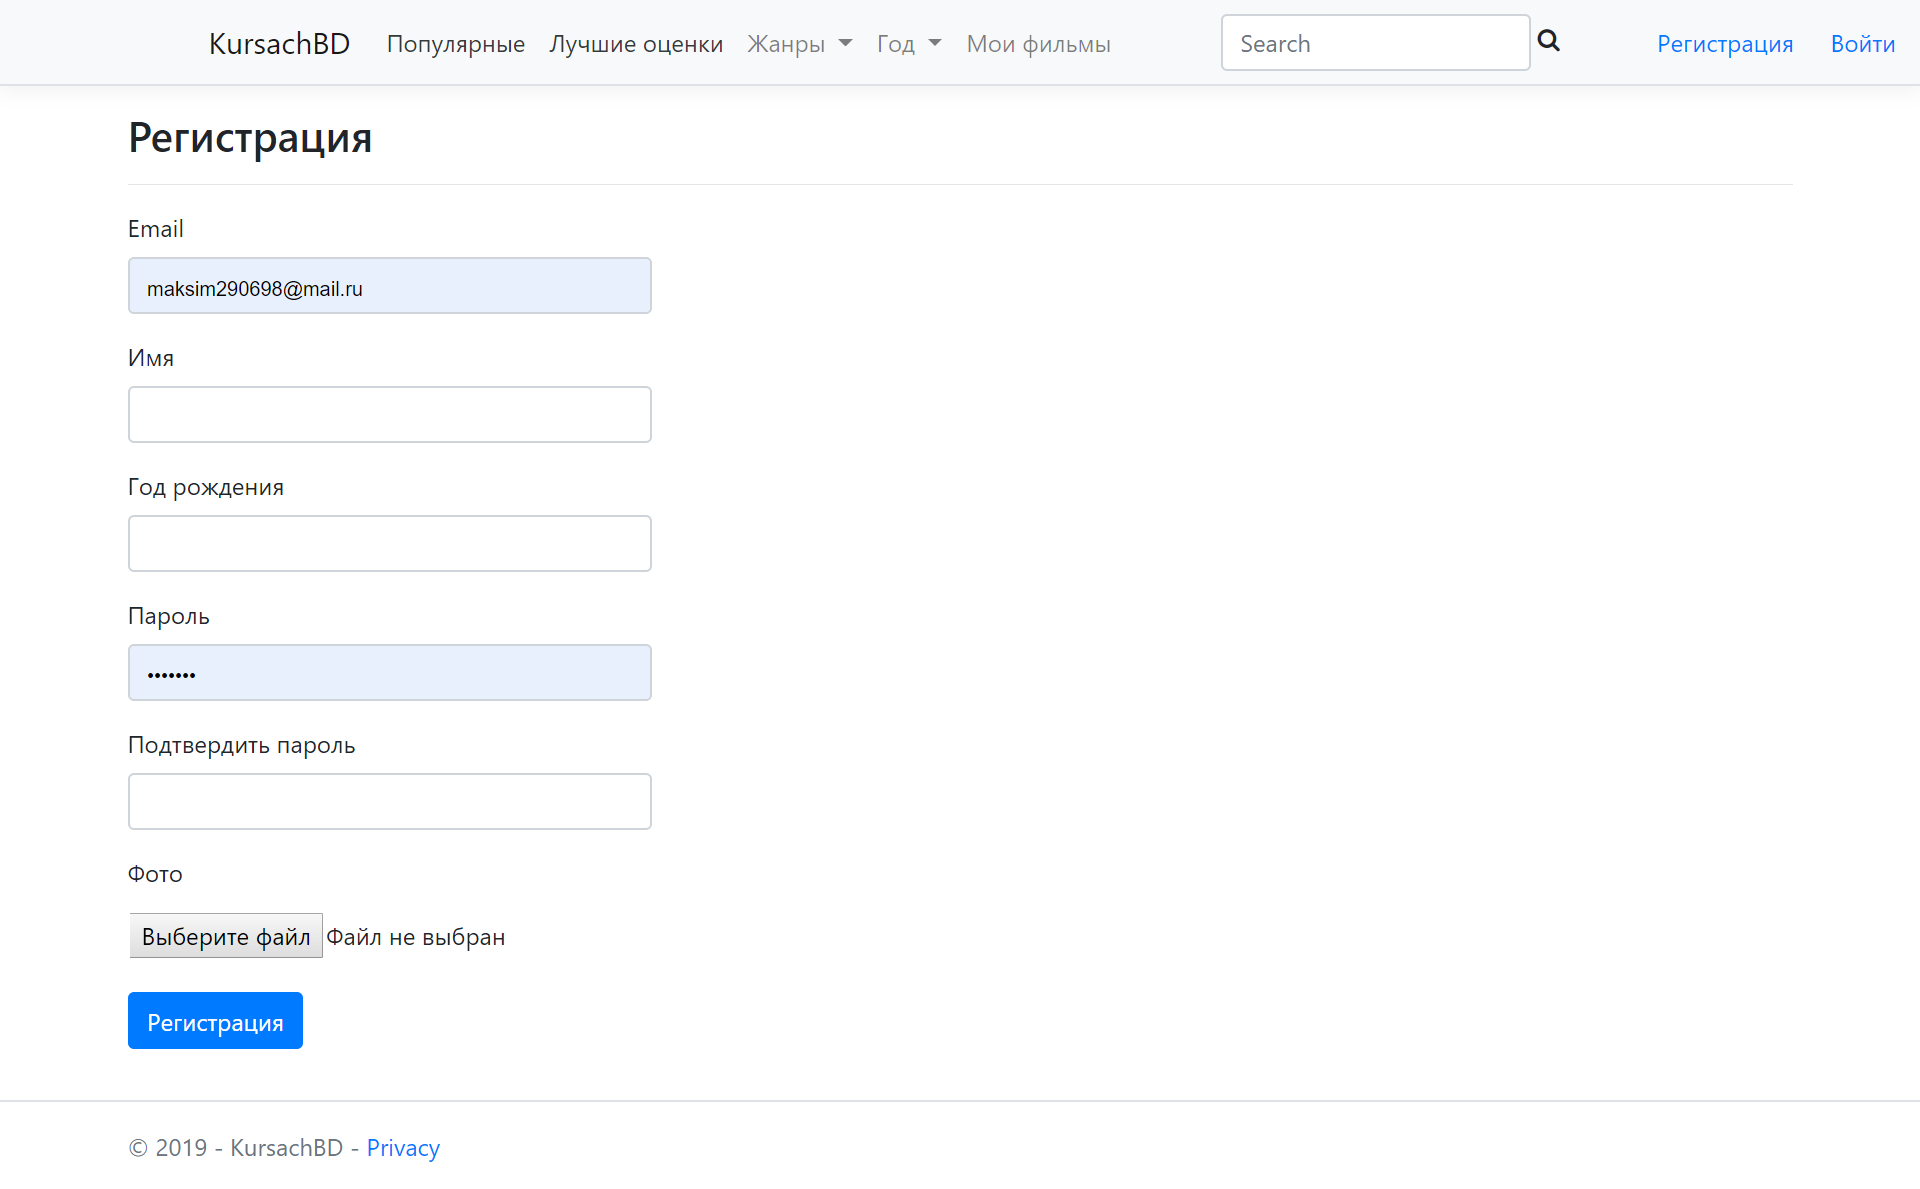 KursachBD Популярные Лучшие оценки Жанры Год Мои фильмы Search Регистрация Войти
Регистрация
Email
maksim290698@mail.ru
Имя
Год рождения
Пароль
•••••••
Подтвердить пароль
Фото
Выберите файл Файл не выбран
Регистрация
© 2019 - KursachBD - Privacy